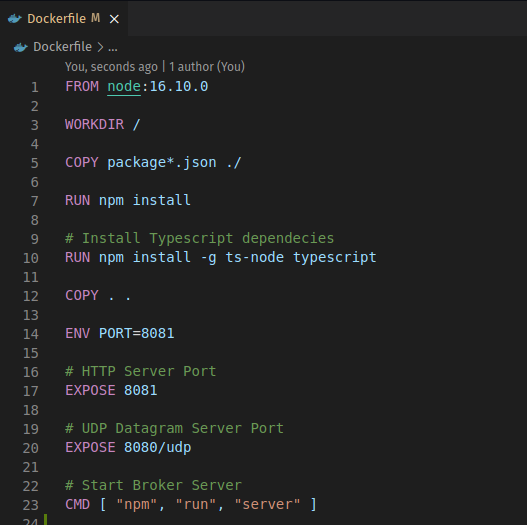 Dockerfile M ×
Dockerfile > ...
You, seconds ago | 1 author (You)
1 FROM node:16.10.0
2
3 WORKDIR /
4
5 COPY package*.json ./
6
7 RUN npm install
8
9 # Install Typescript dependecies
10 RUN npm install -g ts-node typescript
11
12 COPY . .
13
14 ENV PORT=8081
15
16 # HTTP Server Port
17 EXPOSE 8081
18
19 # UDP Datagram Server Port
20 EXPOSE 8080/udp
21
22 # Start Broker Server
23 CMD [ "npm", "run", "server" ]
24